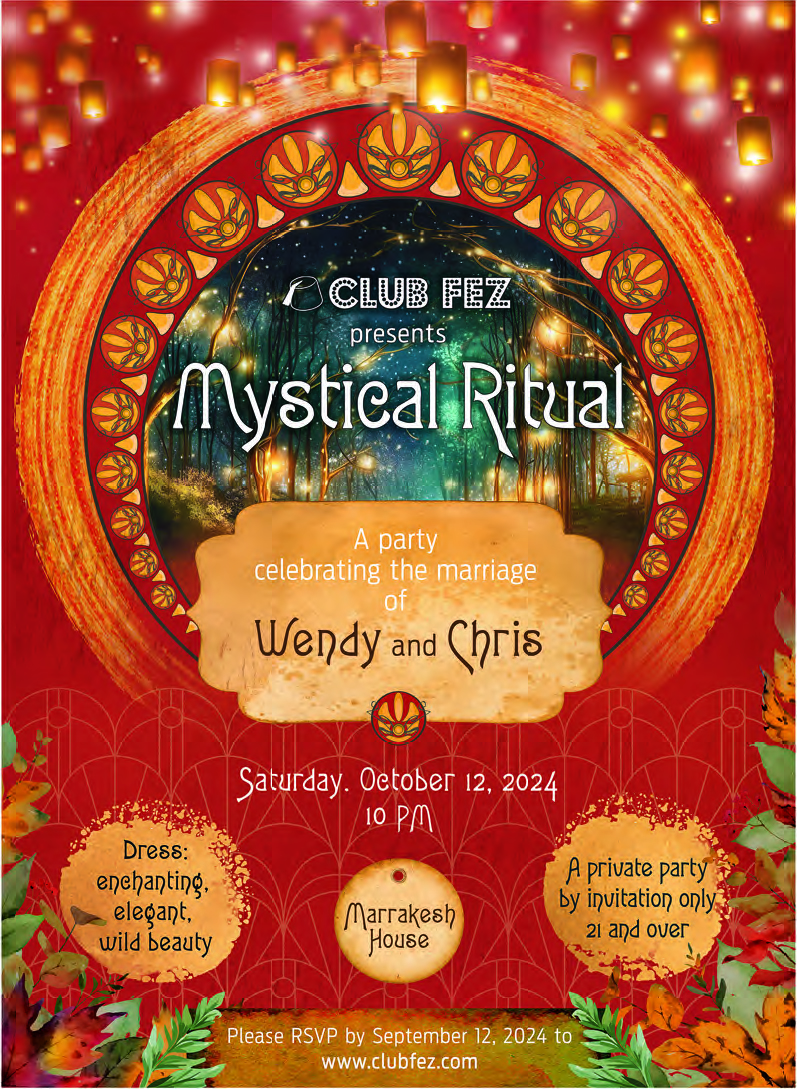 CLUB FEZ
presents
Mystical Ritual
A party
celebrating the marriage
of
Wendy and Chris
Saturday. October 12, 2024
10 PM
Dress:
enchanting,
elegant,
wild beauty
Marrakesh
House
A private party
by invitation only
21 and over
Please RSVP by September 12, 2024 to
www.clubfez.com